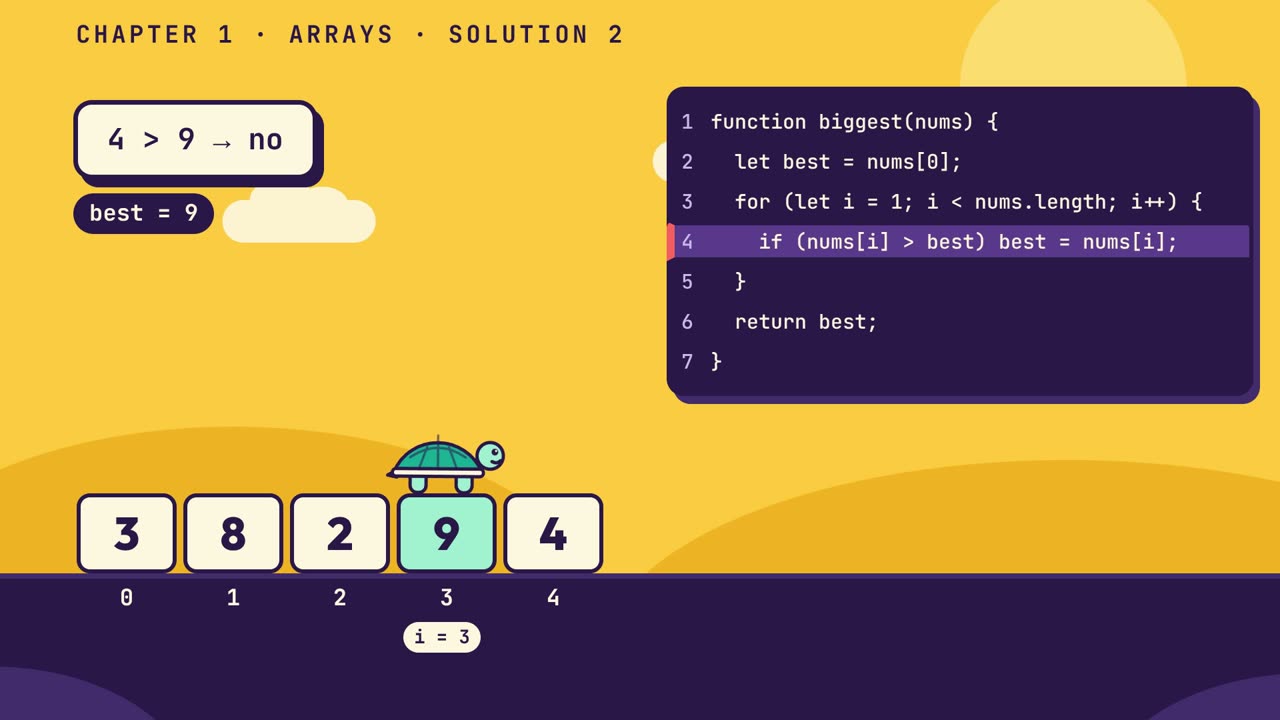 CHAPTER 1 · ARRAYS · SOLUTION 2
4 > 9 → no
best = 9
1 function biggest(nums) {
2   let best = nums[0];
3   for (let i = 1; i < nums.length; i++) {
4     if (nums[i] > best) best = nums[i];
5   }
6   return best;
7 }
3 8 2 9 4
0 1 2 3 4
i = 3